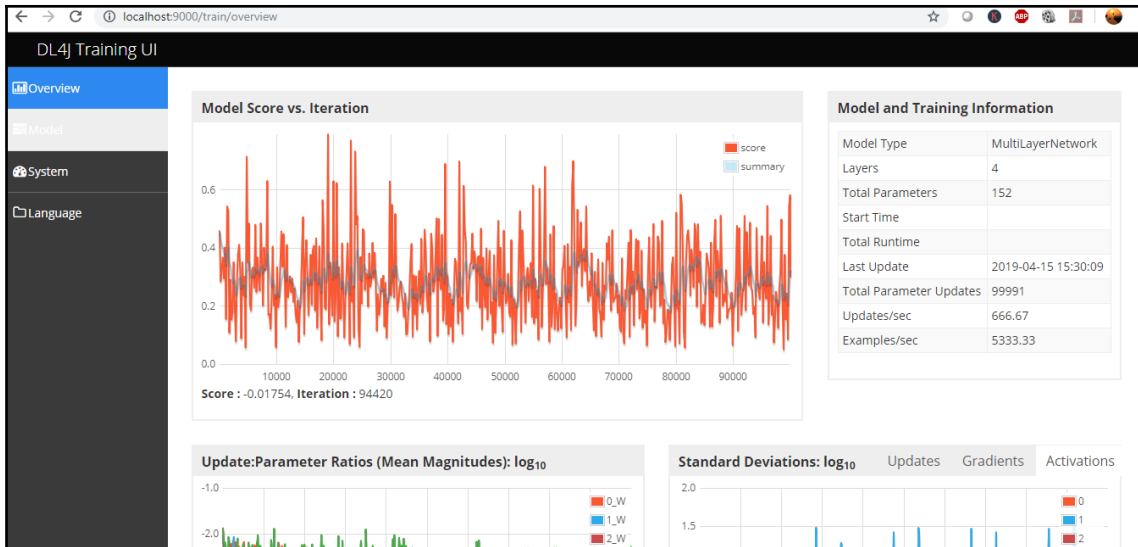 localhost:9000/train/overview
ABP
DL4J Training UI
Overview
Model
System
Language
Model Score vs. Iteration
score
summary
0.6
0.4
0.2
0.0
10000 20000 30000 40000 50000 60000 70000 80000 90000
Score : -0.01754, Iteration : 94420
Model and Training Information
Model Type MultiLayerNetwork
Layers 4
Total Parameters 152
Start Time
Total Runtime
Last Update 2019-04-15 15:30:09
Total Parameter Updates 99991
Updates/sec 666.67
Examples/sec 5333.33
Update:Parameter Ratios (Mean Magnitudes): log10
-1.0
-2.0
0_W
1_W
2_W
Standard Deviations: log10 Updates Gradients Activations
2.0
1.5
0
1
2